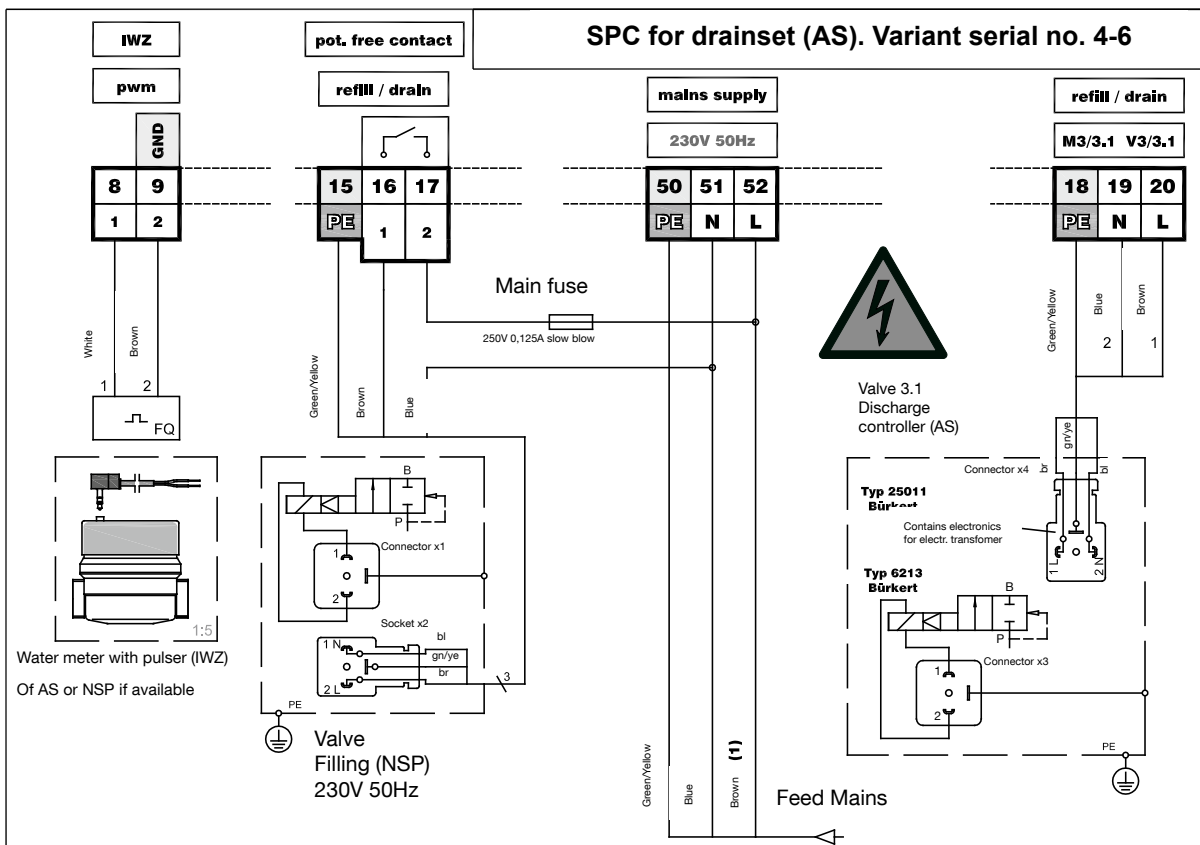 SPC for drainset (AS). Variant serial no. 4-6
IWZ
pwm
GND
8 9
1 2
White
Brown
1 2
FQ
1:5
Water meter with pulser (IWZ)
Of AS or NSP if available
pot. free contact
refill / drain
15 16 17
PE 1 2
Green/Yellow
Brown
Blue
Main fuse
250V 0,125A slow blow
B
P
Connector x1
1
2
Socket x2
1 N
2 L
bl
gn/ye
br
3
PE
Valve
Filling (NSP)
230V 50Hz
mains supply
230V 50Hz
50 51 52
PE N L
Green/Yellow
Blue
Brown
(1)
Feed Mains
refill / drain
M3/3.1 V3/3.1
18 19 20
PE N L
Green/Yellow
Blue
Brown
2 1
Valve 3.1
Discharge
controller (AS)
Connector x4
br
gn/ye
bl
Typ 25011
Bürkert
Contains electronics
for electr. transfomer
1 L
2 N
Typ 6213
Bürkert
B
P
Connector x3
1
2
PE